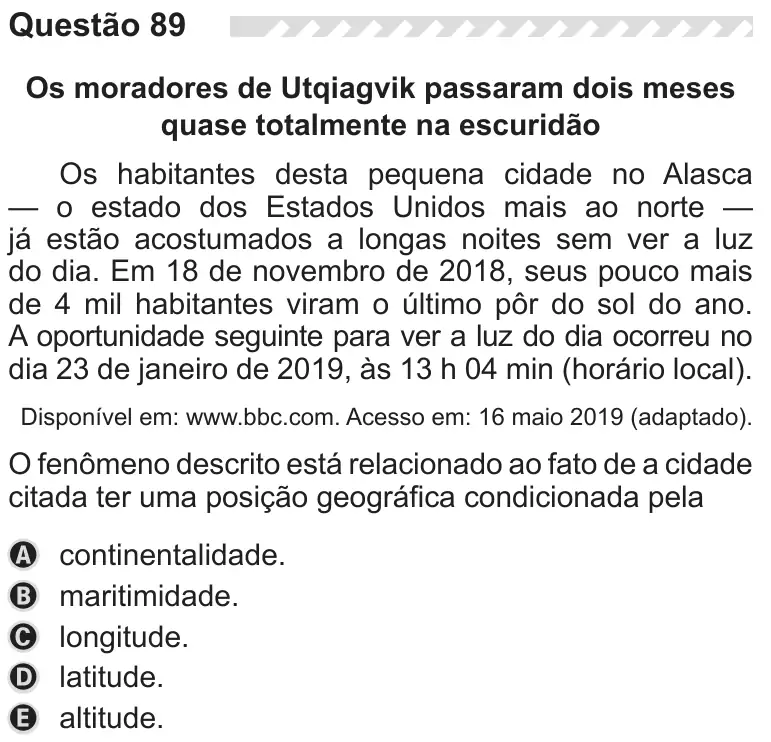 Questão 89
Os moradores de Utqiagvik passaram dois meses
quase totalmente na escuridão
Os habitantes desta pequena cidade no Alasca
— o estado dos Estados Unidos mais ao norte —
já estão acostumados a longas noites sem ver a luz
do dia. Em 18 de novembro de 2018, seus pouco mais
de 4 mil habitantes viram o último pôr do sol do ano.
A oportunidade seguinte para ver a luz do dia ocorreu no
dia 23 de janeiro de 2019, às 13 h 04 min (horário local).
Disponível em: www.bbc.com. Acesso em: 16 maio 2019 (adaptado).
O fenômeno descrito está relacionado ao fato de a cidade
citada ter uma posição geográfica condicionada pela
A continentalidade.
B maritimidade.
C longitude.
D latitude.
E altitude.